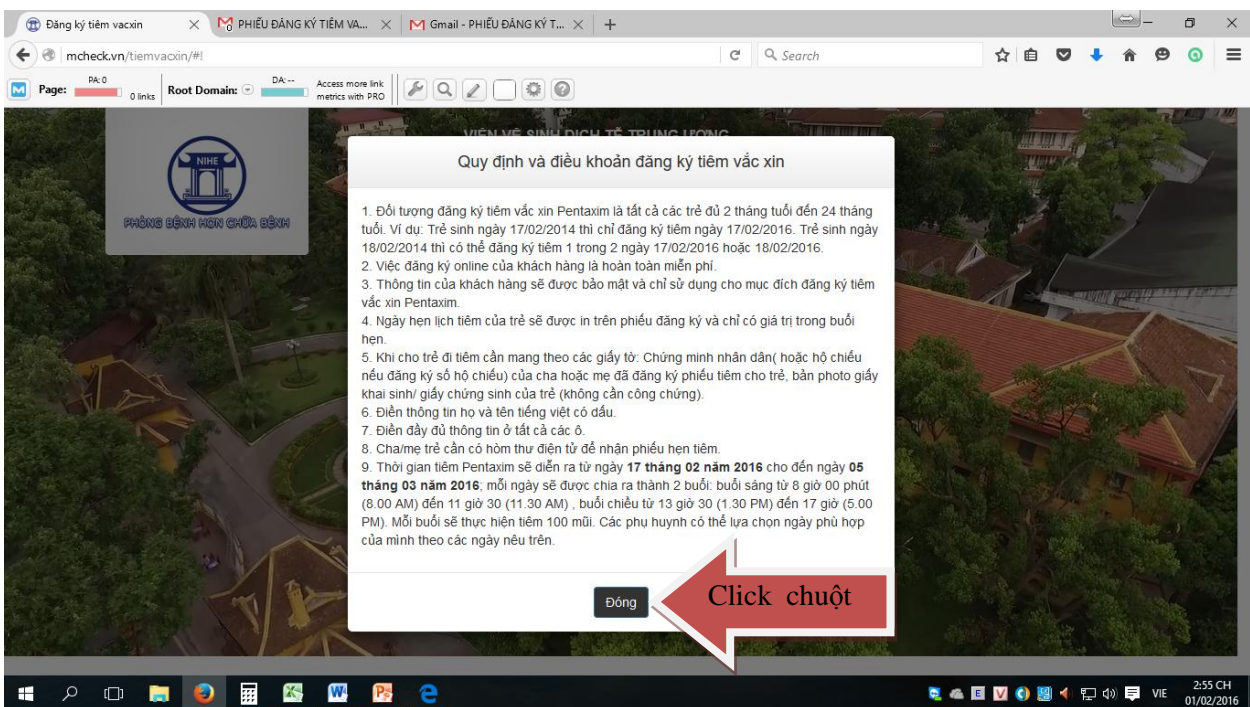 Đăng ký tiêm vacxin
PHIẾU ĐĂNG KÝ TIÊM VA...
Gmail - PHIẾU ĐĂNG KÝ T...
mcheck.vn/tiemvacxin/#!
Search
Page:
PA: 0
0 links
Root Domain:
DA: --
Access more link
metrics with PRO
VIỆN VỆ SINH DỊCH TỄ TRUNG ƯƠNG
NIHE
PHÒNG BỆNH HƠN CHỮA BỆNH
Quy định và điều khoản đăng ký tiêm vắc xin
1. Đối tượng đăng ký tiêm vắc xin Pentaxim là tất cả các trẻ đủ 2 tháng tuổi đến 24 tháng
tuổi. Ví dụ: Trẻ sinh ngày 17/02/2014 thì chỉ đăng ký tiêm ngày 17/02/2016. Trẻ sinh ngày
18/02/2014 thì có thể đăng ký tiêm 1 trong 2 ngày 17/02/2016 hoặc 18/02/2016.
2. Việc đăng ký online của khách hàng là hoàn toàn miễn phí.
3. Thông tin của khách hàng sẽ được bảo mật và chỉ sử dụng cho mục đích đăng ký tiêm
vắc xin Pentaxim.
4. Ngày hẹn lịch tiêm của trẻ sẽ được in trên phiếu đăng ký và chỉ có giá trị trong buổi
hẹn.
5. Khi cho trẻ đi tiêm cần mang theo các giấy tờ: Chứng minh nhân dân( hoặc hộ chiếu
nếu đăng ký số hộ chiếu) của cha hoặc mẹ đã đăng ký phiếu tiêm cho trẻ, bản photo giấy
khai sinh/ giấy chứng sinh của trẻ (không cần công chứng).
6. Điền thông tin họ và tên tiếng việt có dấu.
7. Điền đầy đủ thông tin ở tất cả các ô.
8. Cha/mẹ trẻ cần có hòm thư điện tử để nhận phiếu hẹn tiêm.
9. Thời gian tiêm Pentaxim sẽ diễn ra từ ngày 17 tháng 02 năm 2016 cho đến ngày 05
tháng 03 năm 2016; mỗi ngày sẽ được chia ra thành 2 buổi: buổi sáng từ 8 giờ 00 phút
(8.00 AM) đến 11 giờ 30 (11.30 AM) , buổi chiều từ 13 giờ 30 (1.30 PM) đến 17 giờ (5.00
PM). Mỗi buổi sẽ thực hiện tiêm 100 mũi. Các phụ huynh có thể lựa chọn ngày phù hợp
của mình theo các ngày nêu trên.
Đóng
Click chuột
VIE
2:55 CH
01/02/2016